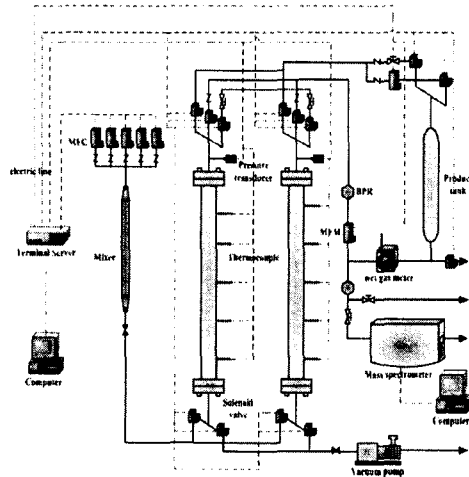 MFC
electric line
Terminal Server
Computer
Mixer
Pressure
transducer
Thermocouple
Solenoid
valve
BPR
MFM
Product
tank
wet gas meter
Mass spectrometer
Computer
Vacuum pump